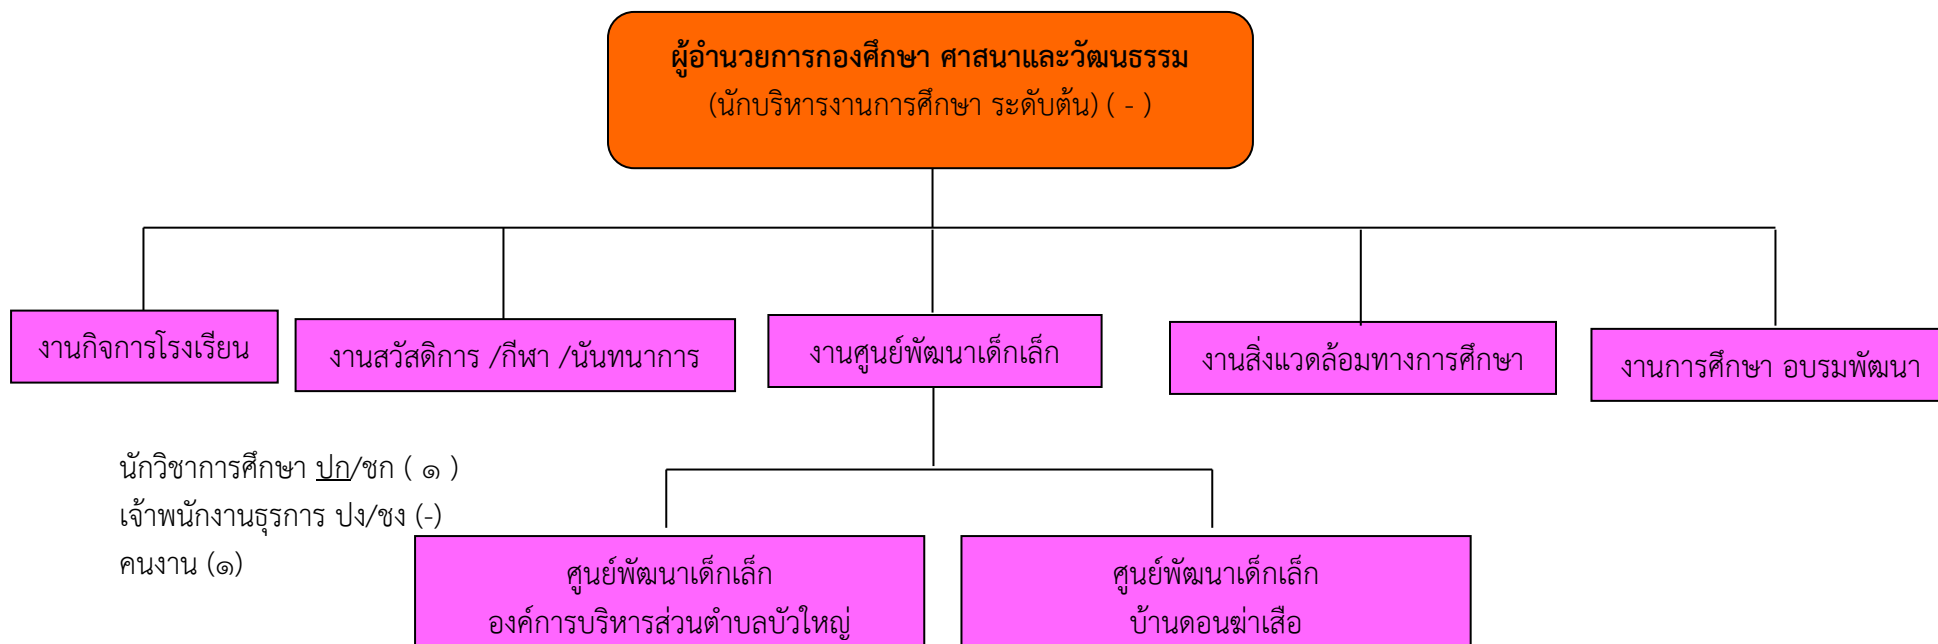 ผู้อำนวยการกองศึกษา ศาสนาและวัฒนธรรม
(นักบริหารงานการศึกษา ระดับต้น) ( - )
งานกิจการโรงเรียน
งานสวัสดิการ /กีฬา /นันทนาการ
งานศูนย์พัฒนาเด็กเล็ก
งานสิ่งแวดล้อมทางการศึกษา
งานการศึกษา อบรมพัฒนา
นักวิชาการศึกษา ปก/ชก ( ๑ )
เจ้าพนักงานธุรการ ปง/ชง (-)
คนงาน (๑)
ศูนย์พัฒนาเด็กเล็ก
องค์การบริหารส่วนตำบลบัวใหญ่
ศูนย์พัฒนาเด็กเล็ก
บ้านดอนฆ่าเสือ